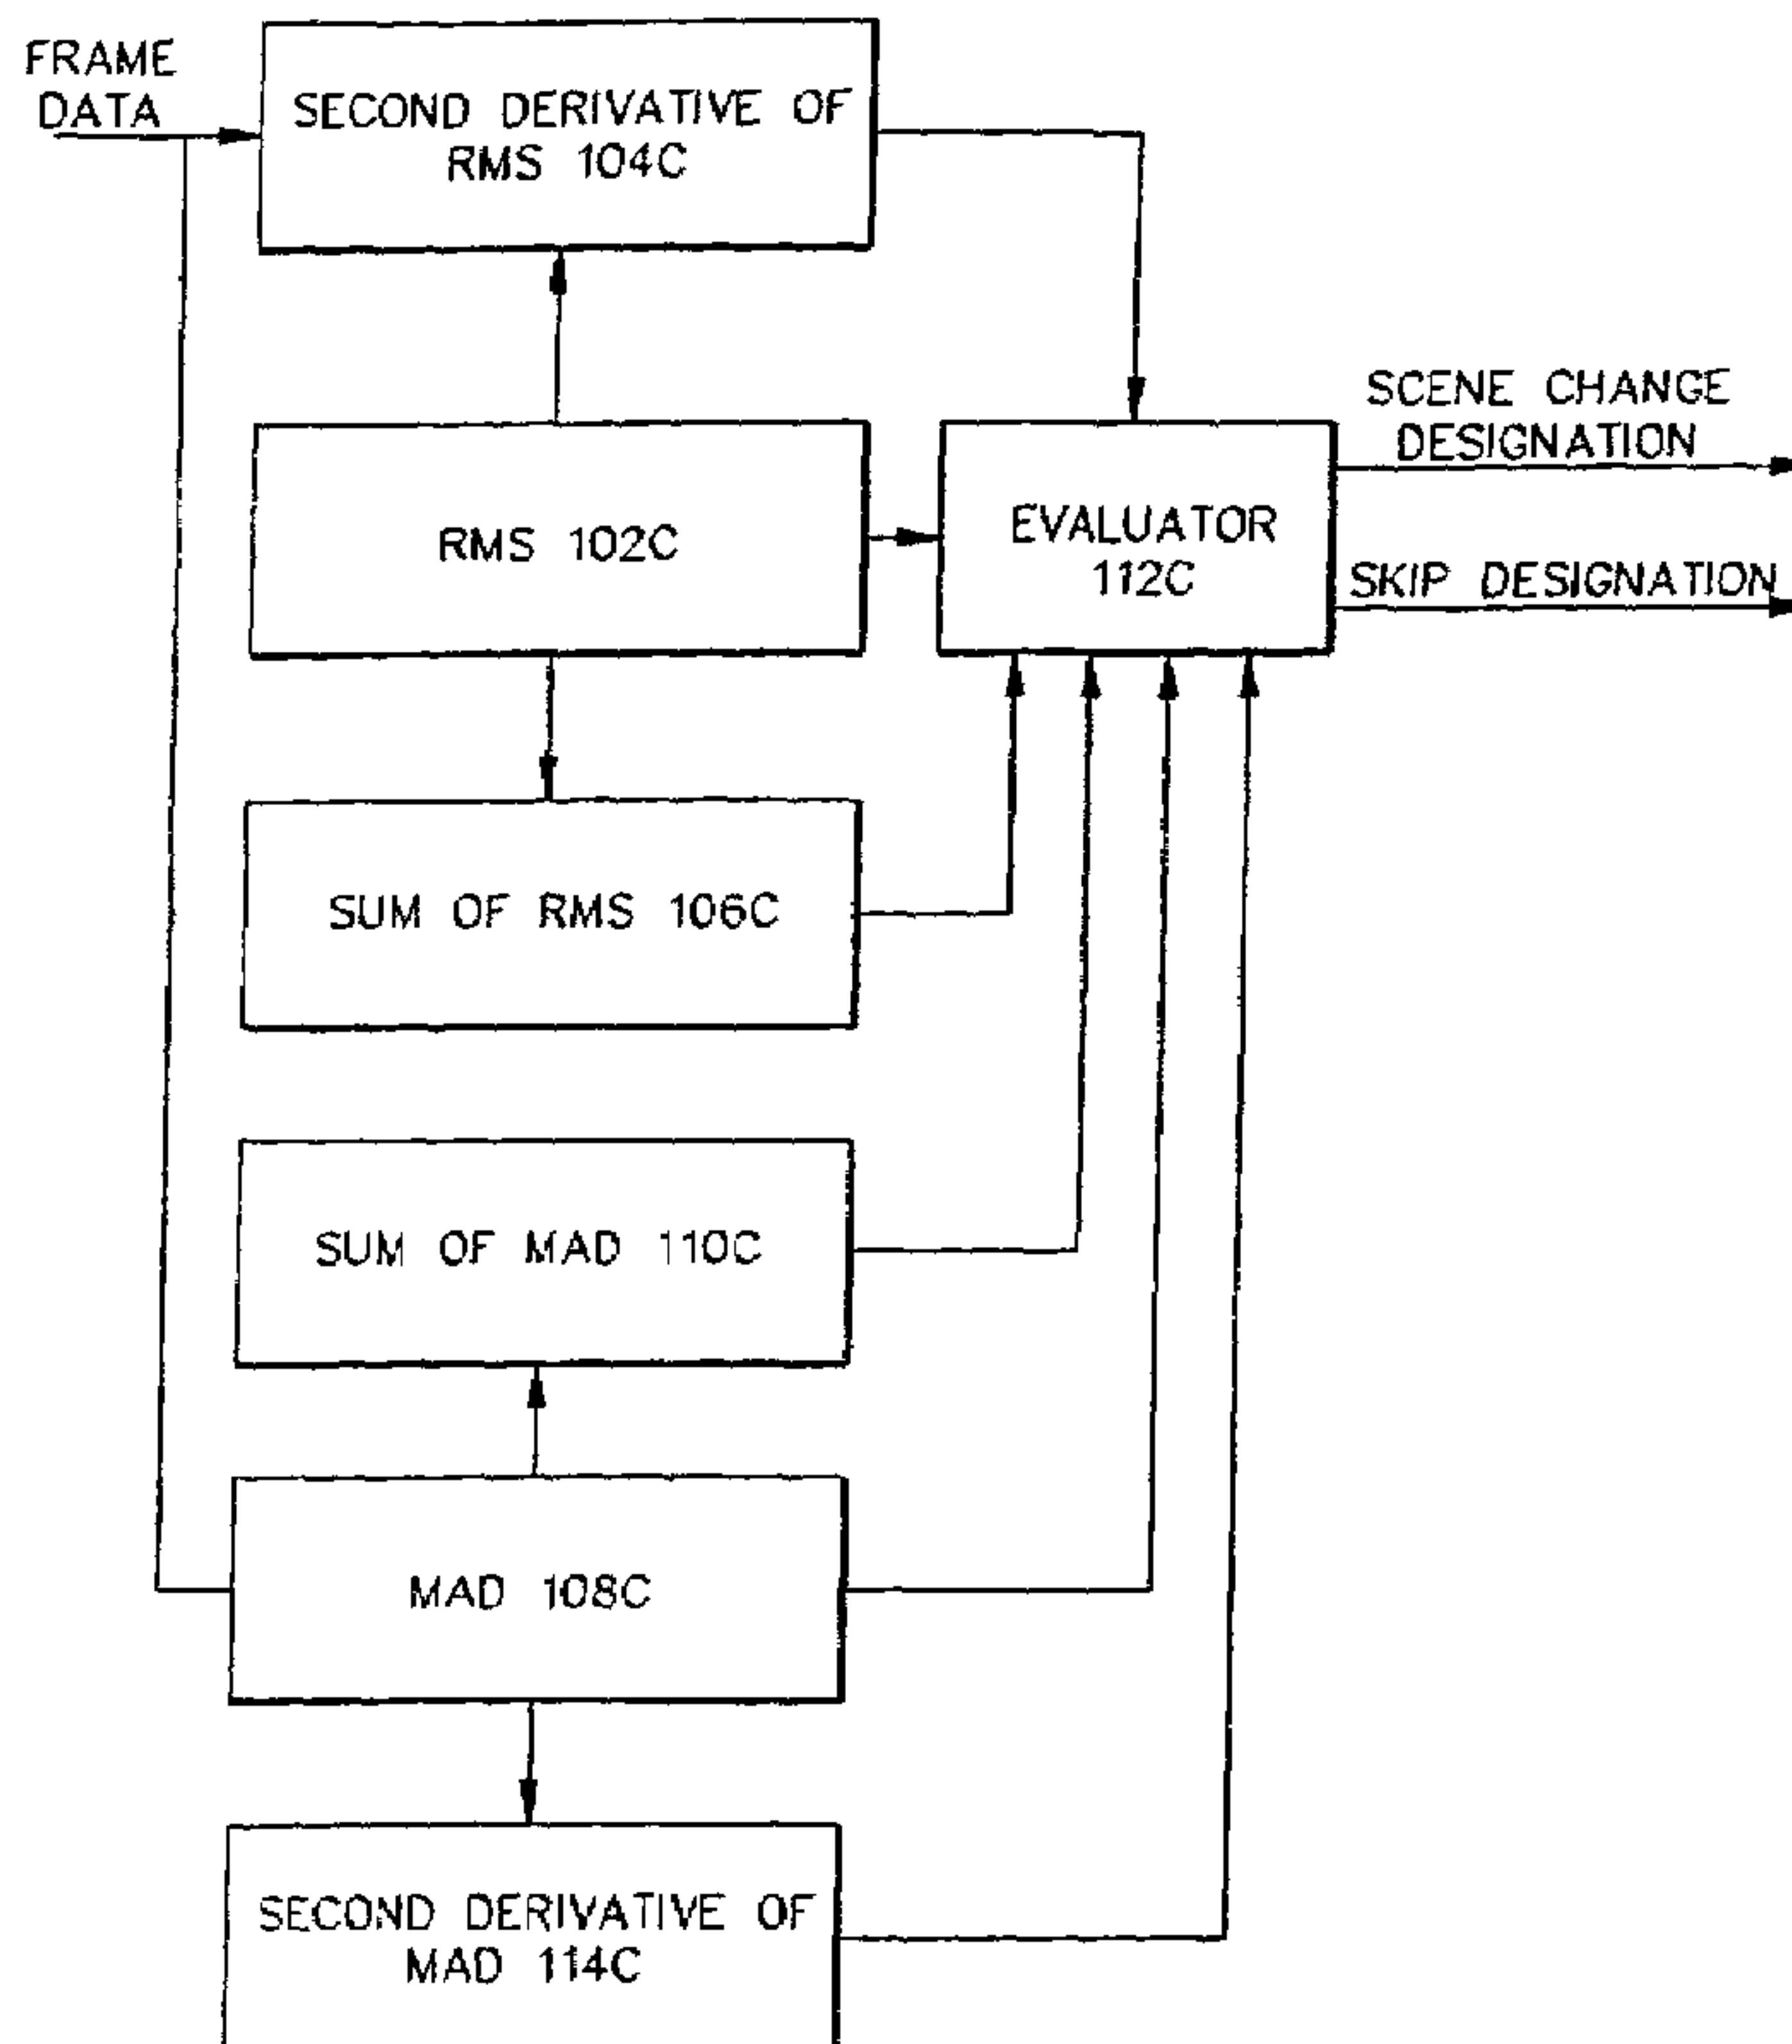 FRAME
DATA
SECOND DERIVATIVE OF
RMS 104C
SCENE CHANGE
DESIGNATION
RMS 102C
EVALUATOR
112C
SKIP DESIGNATION
SUM OF RMS 106C
SUM OF MAD 110C
MAD 108C
SECOND DERIVATIVE OF
MAD 114C